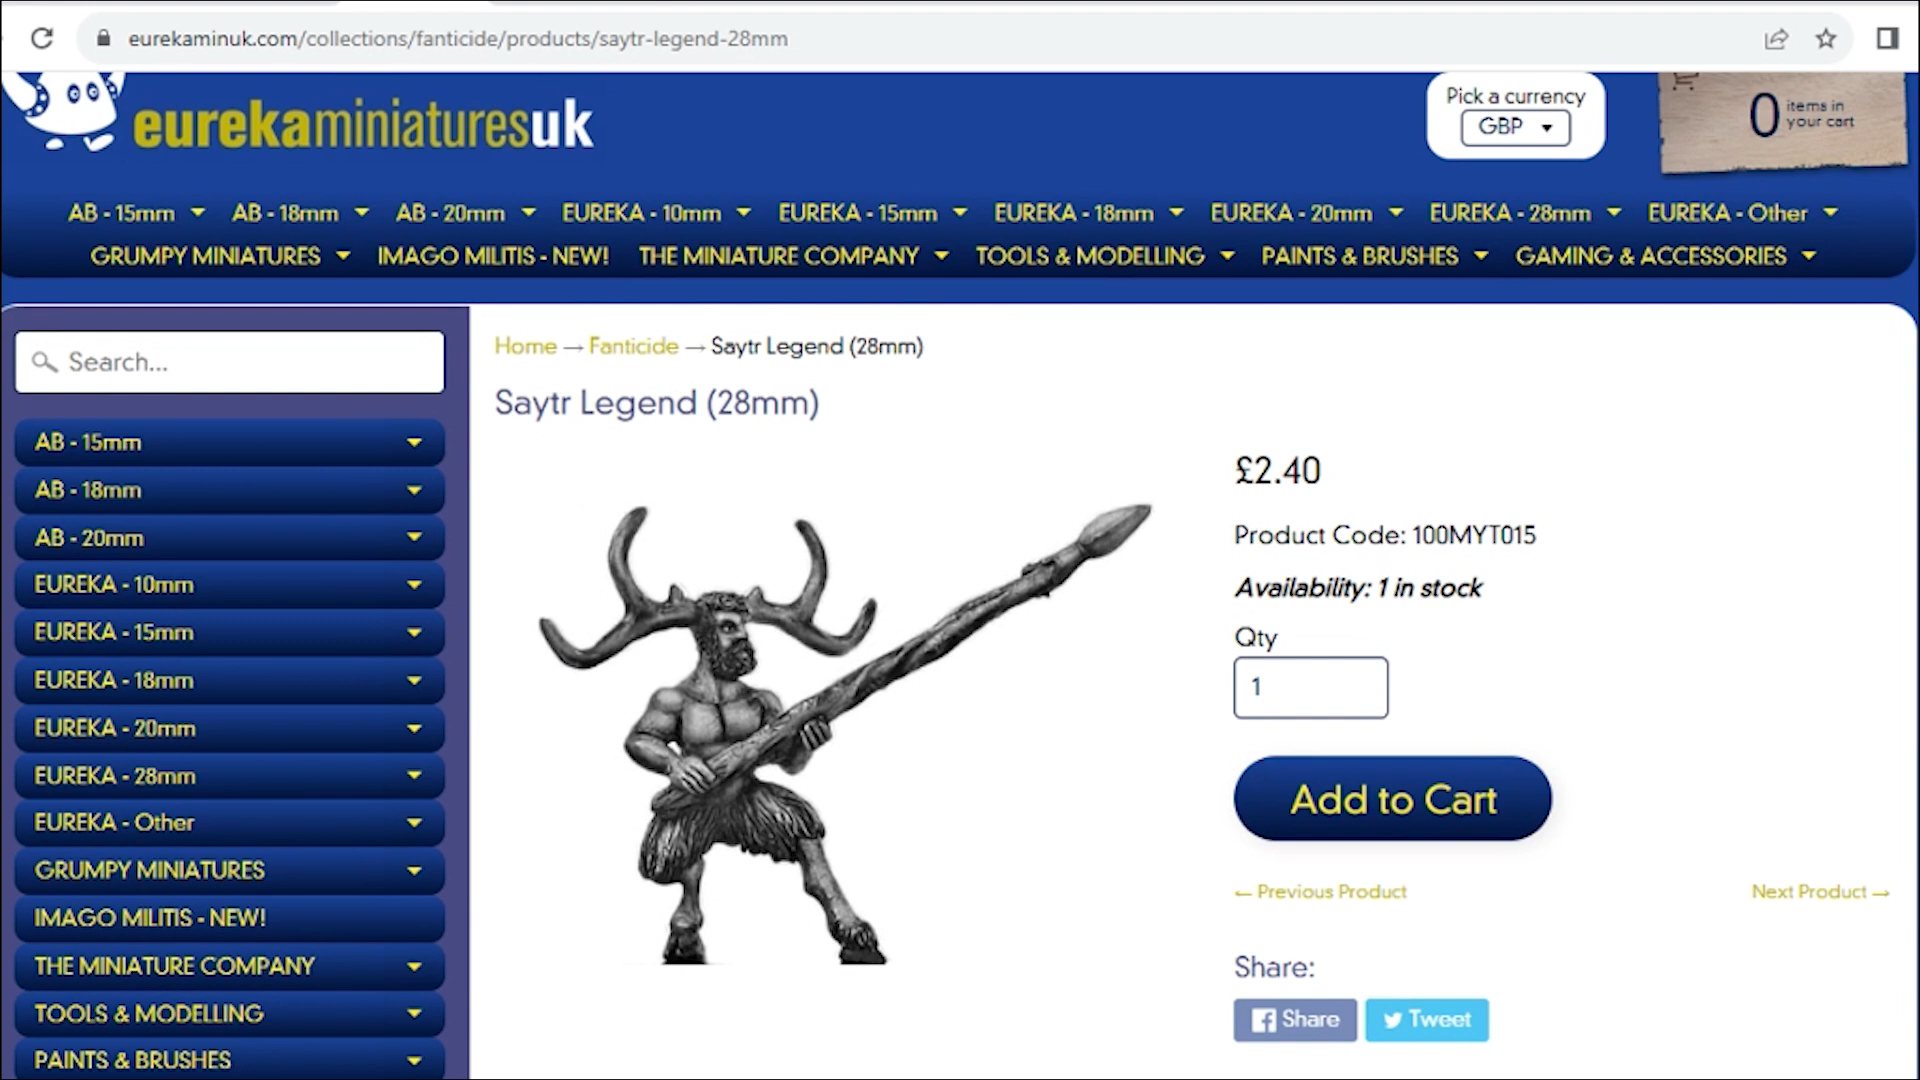 eurekaminuk.com/collections/fanticide/products/saytr-legend-28mm
eurekaminiaturesuk
Pick a currency
GBP
0 items in your cart
AB - 15mm AB - 18mm AB - 20mm EUREKA - 10mm EUREKA - 15mm EUREKA - 18mm EUREKA - 20mm EUREKA - 28mm EUREKA - Other
GRUMPY MINIATURES IMAGO MILITIS - NEW! THE MINIATURE COMPANY TOOLS & MODELLING PAINTS & BRUSHES GAMING & ACCESSORIES
Search...
AB - 15mm
AB - 18mm
AB - 20mm
EUREKA - 10mm
EUREKA - 15mm
EUREKA - 18mm
EUREKA - 20mm
EUREKA - 28mm
EUREKA - Other
GRUMPY MINIATURES
IMAGO MILITIS - NEW!
THE MINIATURE COMPANY
TOOLS & MODELLING
PAINTS & BRUSHES
Home → Fanticide → Saytr Legend (28mm)
Saytr Legend (28mm)
£2.40
Product Code: 100MYT015
Availability: 1 in stock
Qty
1
Add to Cart
← Previous Product Next Product →
Share:
Share Tweet